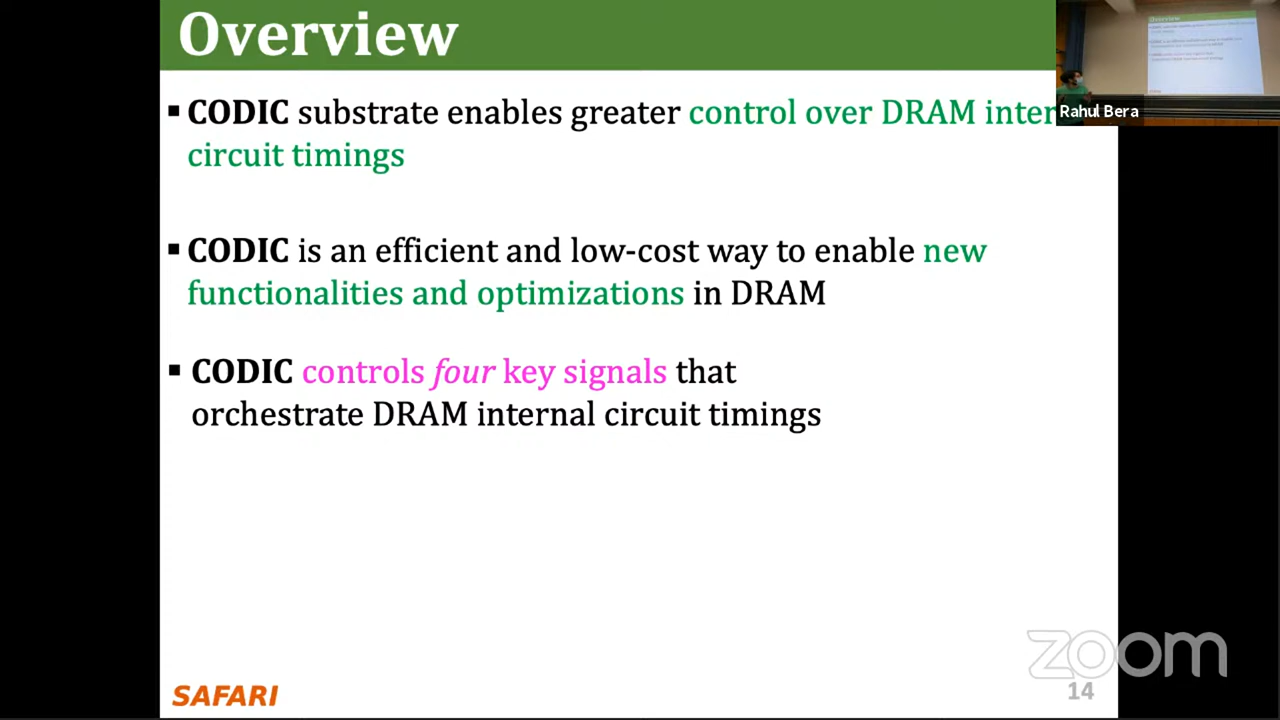 Overview
▪ CODIC substrate enables greater control over DRAM inter
circuit timings
▪ CODIC is an efficient and low-cost way to enable new
functionalities and optimizations in DRAM
▪ CODIC controls four key signals that
orchestrate DRAM internal circuit timings
SAFARI
14
zoom
Rahul Bera
Overview